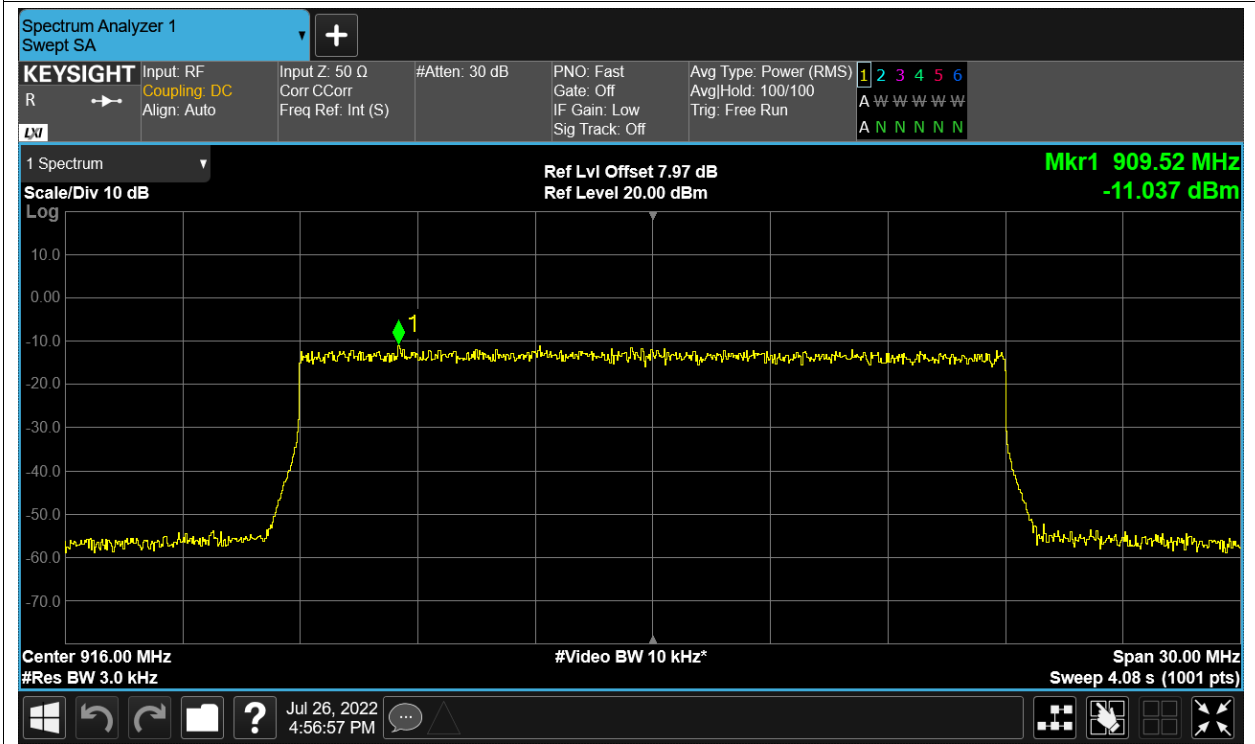 Spectrum Analyzer 1
Swept SA
KEYSIGHT
R
LXI
Input: RF
Coupling: DC
Align: Auto
Input Z: 50 Ω
Corr CCorr
Freq Ref: Int (S)
#Atten: 30 dB
PNO: Fast
Gate: Off
IF Gain: Low
Sig Track: Off
Avg Type: Power (RMS)
Avg|Hold: 100/100
Trig: Free Run
1 2 3 4 5 6
A W W W W W
A N N N N N
1 Spectrum
Scale/Div 10 dB
Ref Lvl Offset 7.97 dB
Ref Level 20.00 dBm
Mkr1 909.52 MHz
-11.037 dBm
Log
10.0
0.00
-10.0
-20.0
-30.0
-40.0
-50.0
-60.0
-70.0
1
Center 916.00 MHz
#Res BW 3.0 kHz
#Video BW 10 kHz*
Span 30.00 MHz
Sweep 4.08 s (1001 pts)
?
Jul 26, 2022
4:56:57 PM